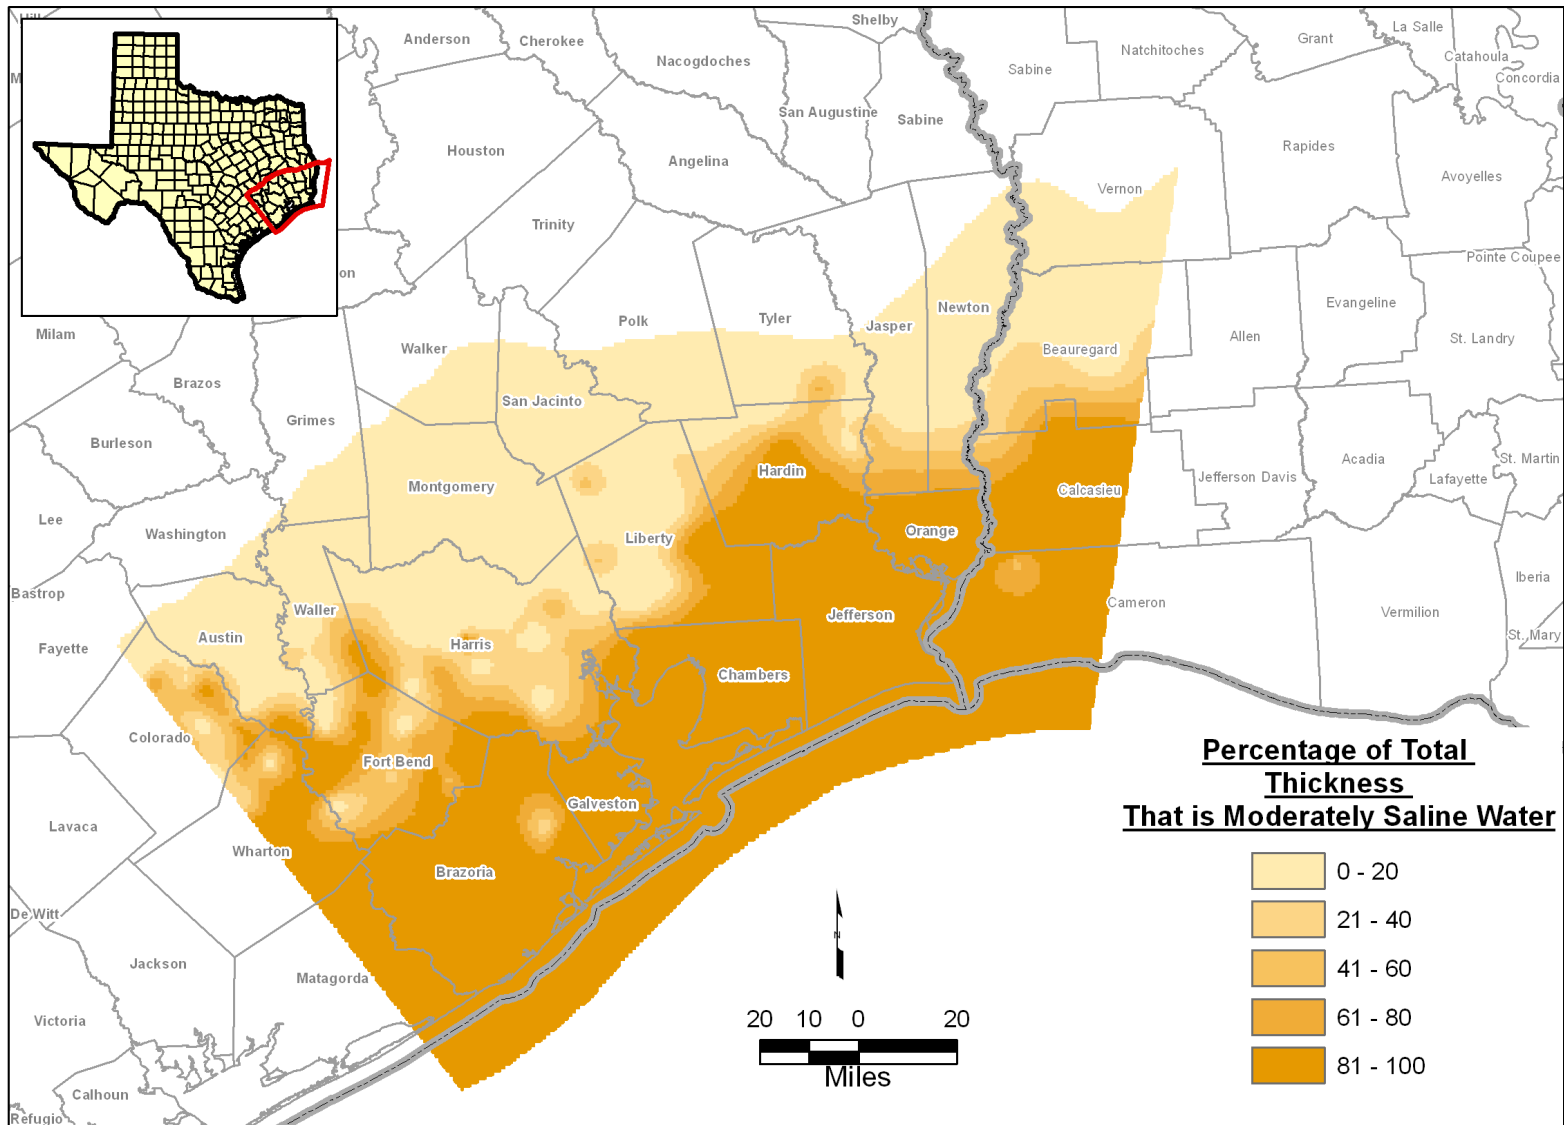 Shelby
Anderson
Cherokee
Nacogdoches
Sabine
Natchitoches
Grant
La Salle
Catahoula
Concordia
San Augustine
Sabine
Houston
Angelina
Rapides
Avoyelles
Vernon
Trinity
on
Pointe Coupee
Evangeline
Milam
Walker
Polk
Tyler
Jasper
Newton
Beauregard
Allen
St. Landry
Brazos
Grimes
San Jacinto
Burleson
Montgomery
Hardin
Calcasieu
Jefferson Davis
Acadia
Lafayette
St. Martin
Lee
Washington
Liberty
Orange
Bastrop
Waller
Jefferson
Cameron
Vermilion
Iberia
Fayette
Austin
Harris
St. Mary
Chambers
Colorado
Fort Bend
Galveston
Lavaca
Wharton
Brazoria
De Witt
Jackson
Matagorda
Victoria
Calhoun
Refugio
Percentage of Total
Thickness
That is Moderately Saline Water
0 - 20
21 - 40
41 - 60
61 - 80
81 - 100
N
20 10 0 20
Miles